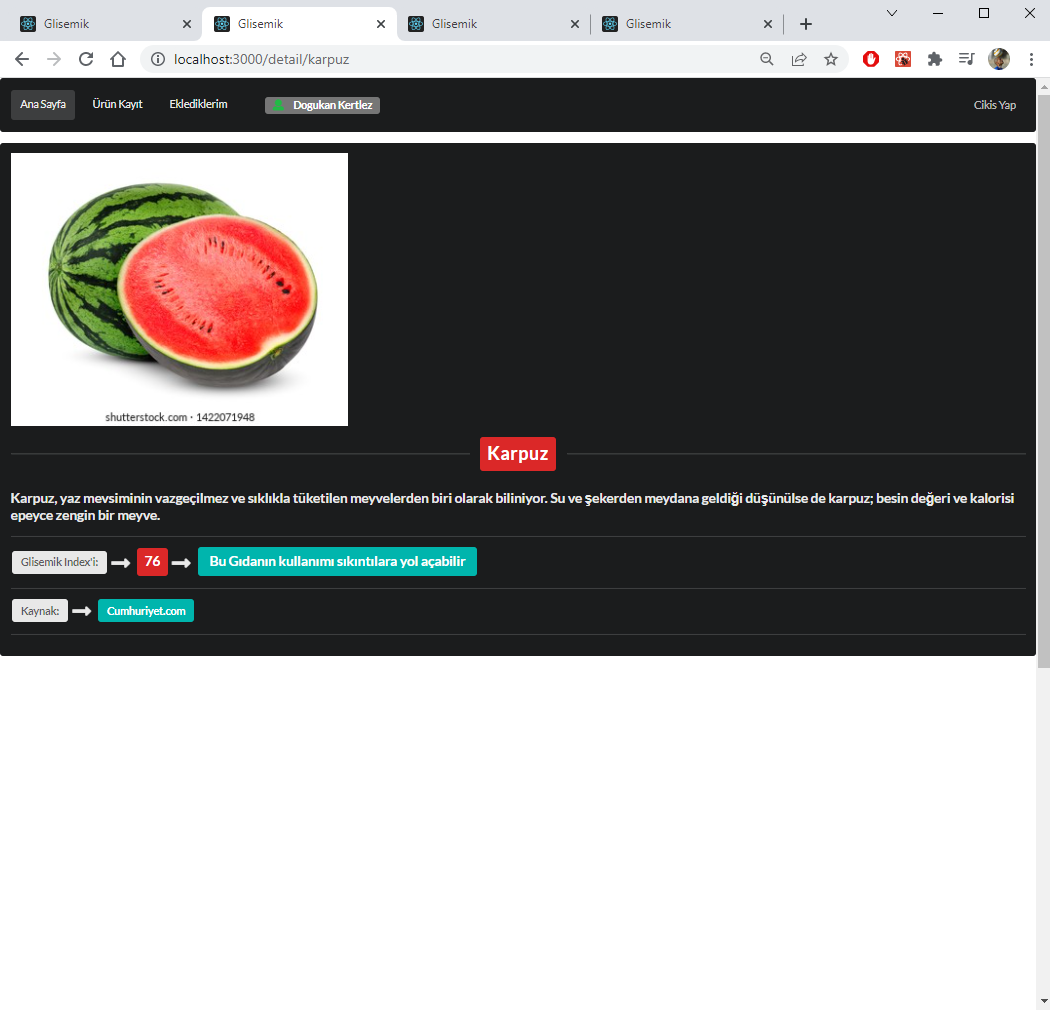 Glisemik
Glisemik
Glisemik
Glisemik
localhost:3000/detail/karpuz
Ana Sayfa
Ürün Kayıt
Eklediklerim
Dogukan Kertlez
Cikis Yap
shutterstock.com · 1422071948
Karpuz
Karpuz, yaz mevsiminin vazgeçilmez ve sıklıkla tüketilen meyvelerden biri olarak biliniyor. Su ve şekerden meydana geldiği düşünülse de karpuz; besin değeri ve kalorisi
epeyce zengin bir meyve.
Glisemik Index'i:
76
Bu Gıdanın kullanımı sıkıntılara yol açabilir
Kaynak:
Cumhuriyet.com